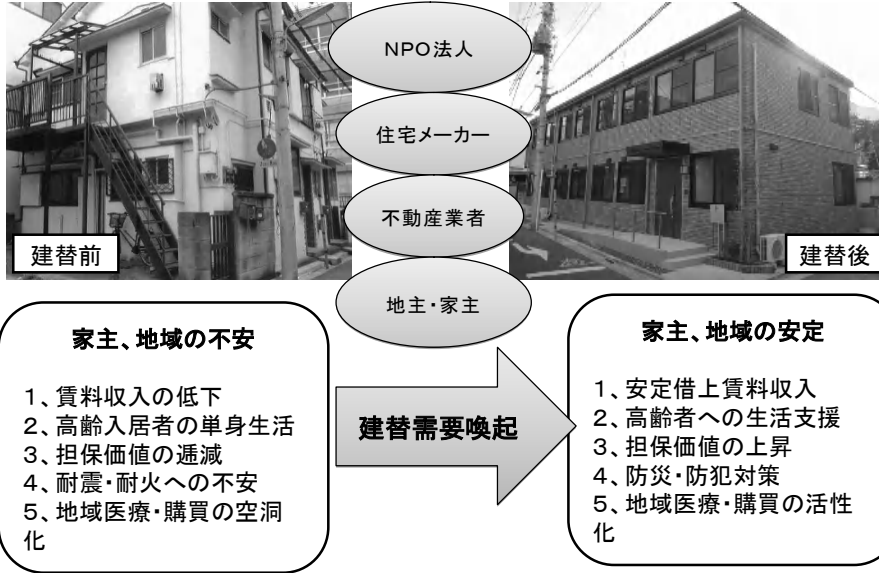 NPO法人
住宅メーカー
不動産業者
地主・家主
建替前
建替後
家主、地域の不安
1、賃料収入の低下
2、高齢入居者の単身生活
3、担保価値の逓減
4、耐震・耐火への不安
5、地域医療・購買の空洞
化
建替需要喚起
家主、地域の安定
1、安定借上賃料収入
2、高齢者への生活支援
3、担保価値の上昇
4、防災・防犯対策
5、地域医療・購買の活性
化